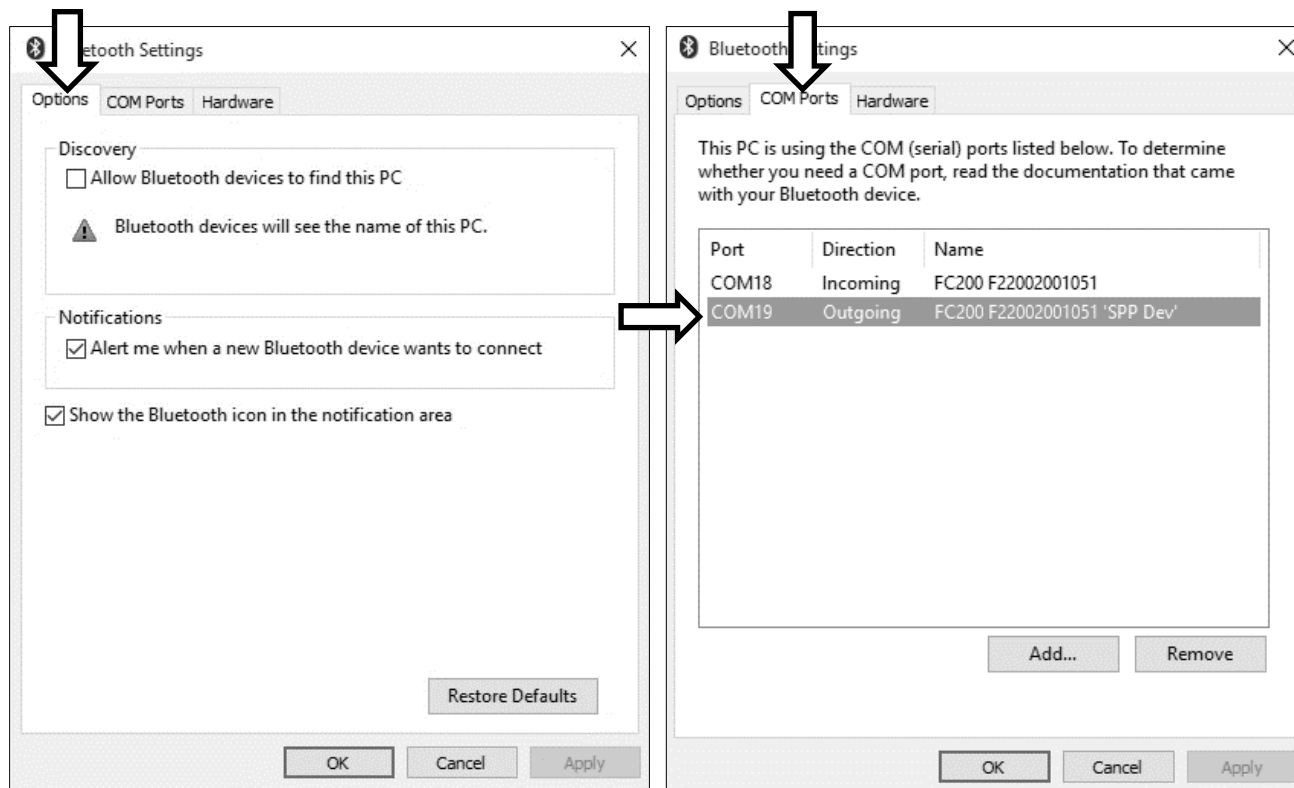 etooth Settings
Options COM Ports Hardware
Discovery
Allow Bluetooth devices to find this PC
Bluetooth devices will see the name of this PC.
Notifications
Alert me when a new Bluetooth device wants to connect
Show the Bluetooth icon in the notification area
Restore Defaults
OK Cancel Apply
Bluetooth tings
Options COM Ports Hardware
This PC is using the COM (serial) ports listed below. To determine
whether you need a COM port, read the documentation that came
with your Bluetooth device.
Port Direction Name
COM18 Incoming FC200 F22002001051
COM19 Outgoing FC200 F22002001051 'SPP Dev'
Add... Remove
OK Cancel Apply